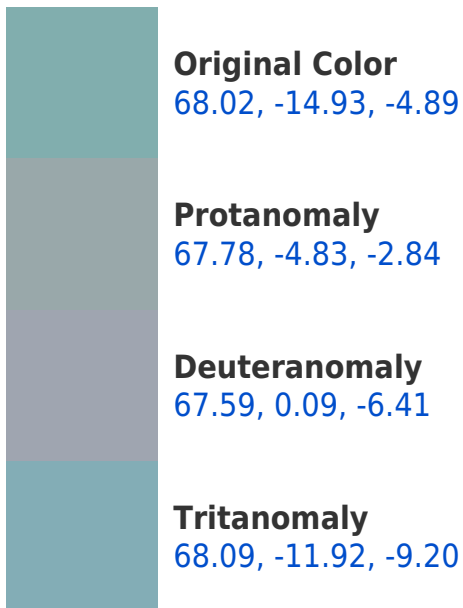 Original Color
68.02, -14.93, -4.89
Protanomaly
67.78, -4.83, -2.84
Deuteranomaly
67.59, 0.09, -6.41
Tritanomaly
68.09, -11.92, -9.20